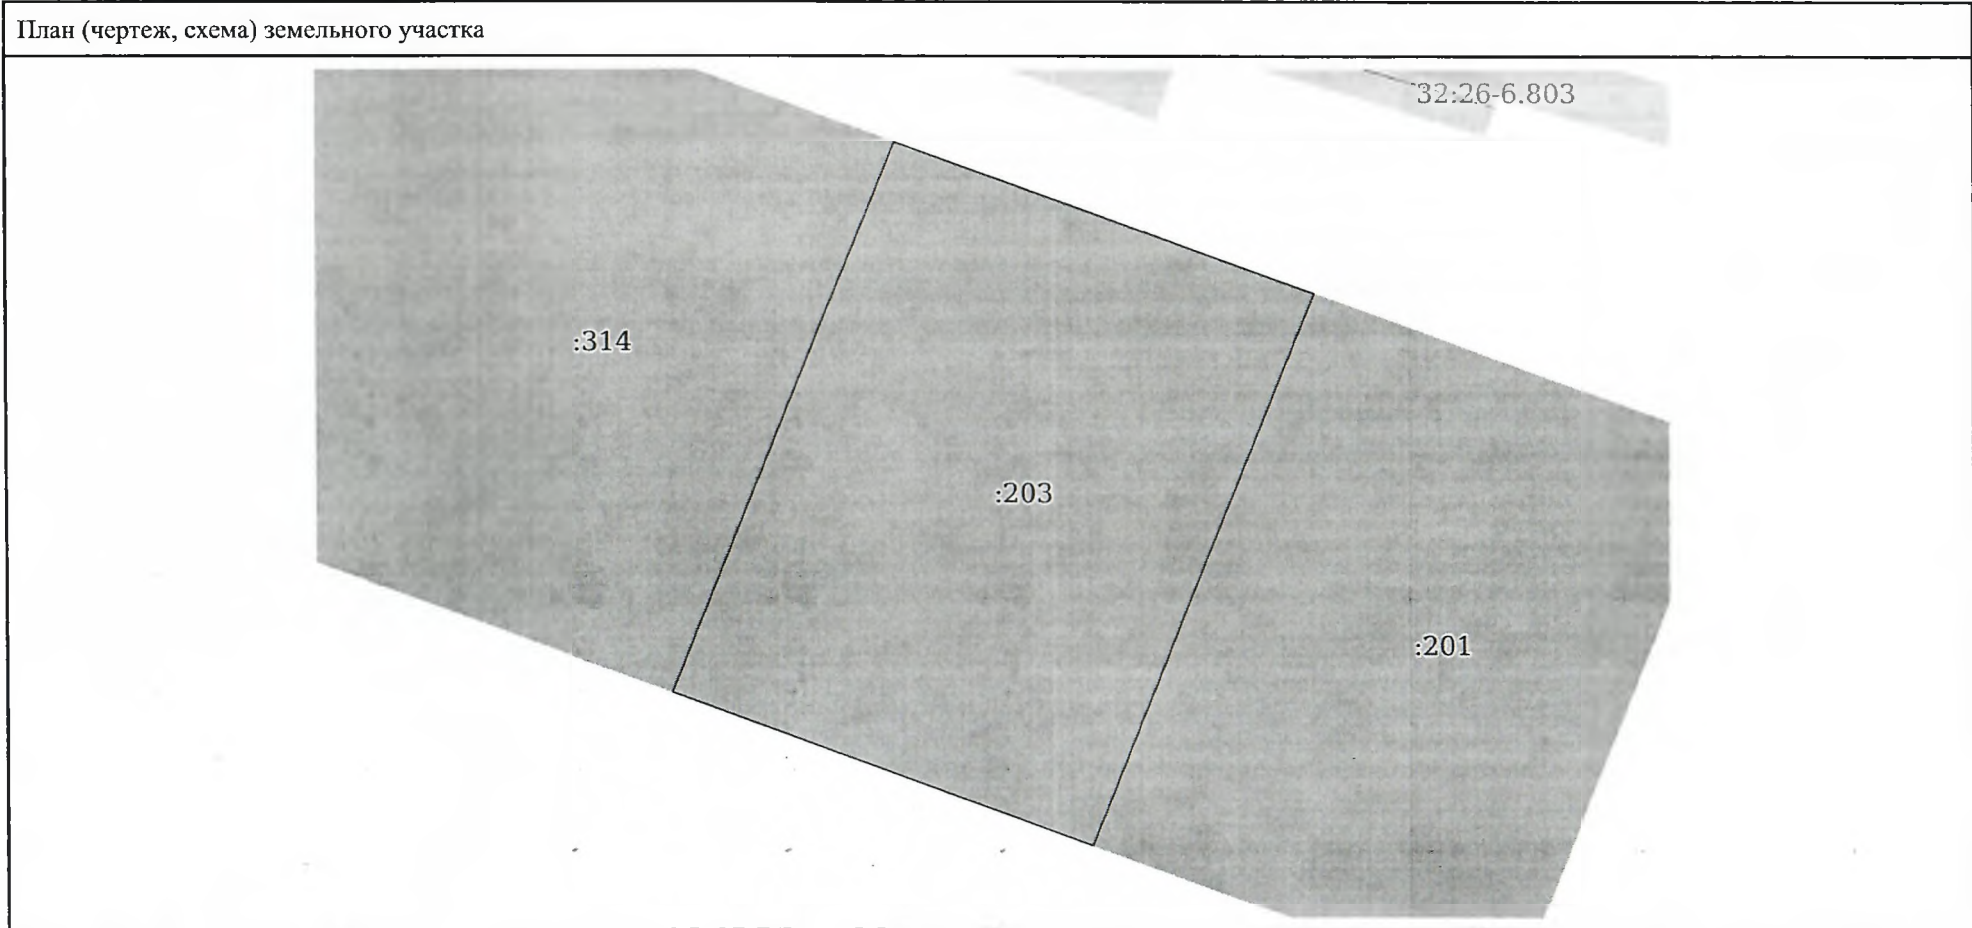 План (чертеж, схема) земельного участка
32:26-6.803
:314
:203
:201